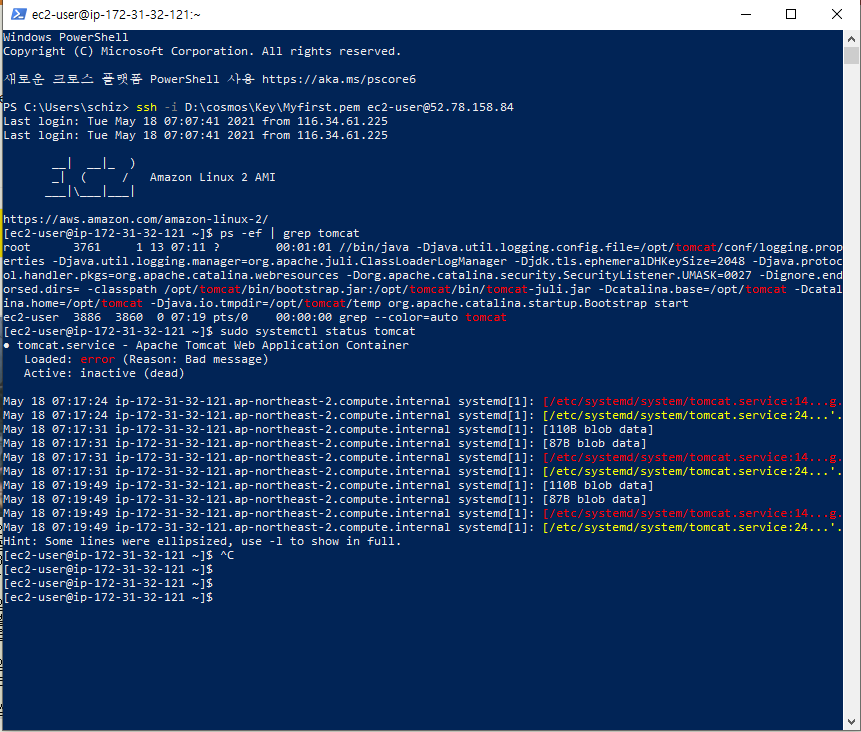 ec2-user@ip-172-31-32-121:~
Windows PowerShell
Copyright (C) Microsoft Corporation. All rights reserved.
새로운 크로스 플랫폼 PowerShell 사용 https://aka.ms/pscore6
PS C:\Users\schiz> ssh -i D:\cosmos\Key\Myfirst.pem ec2-user@52.78.158.84
Last login: Tue May 18 07:07:41 2021 from 116.34.61.225
Last login: Tue May 18 07:07:41 2021 from 116.34.61.225
       __|  __|_  )
       _|  (     /   Amazon Linux 2 AMI
      ___|\___|___|
https://aws.amazon.com/amazon-linux-2/
[ec2-user@ip-172-31-32-121 ~]$ ps -ef | grep tomcat
root      3761     1 13 07:11 ?        00:01:01 //bin/java -Djava.util.logging.config.file=/opt/tomcat/conf/logging.prop
erties -Djava.util.logging.manager=org.apache.juli.ClassLoaderLogManager -Djdk.tls.ephemeralDHKeySize=2048 -Djava.protoc
ol.handler.pkgs=org.apache.catalina.webresources -Dorg.apache.catalina.security.SecurityListener.UMASK=0027 -Dignore.end
orsed.dirs= -classpath /opt/tomcat/bin/bootstrap.jar:/opt/tomcat/bin/tomcat-juli.jar -Dcatalina.base=/opt/tomcat -Dcatal
ina.home=/opt/tomcat -Djava.io.tmpdir=/opt/tomcat/temp org.apache.catalina.startup.Bootstrap start
ec2-user  3886  3860  0 07:19 pts/0    00:00:00 grep --color=auto tomcat
[ec2-user@ip-172-31-32-121 ~]$ sudo systemctl status tomcat
● tomcat.service - Apache Tomcat Web Application Container
   Loaded: error (Reason: Bad message)
   Active: inactive (dead)
May 18 07:17:24 ip-172-31-32-121.ap-northeast-2.compute.internal systemd[1]: [/etc/systemd/system/tomcat.service:14...g.
May 18 07:17:24 ip-172-31-32-121.ap-northeast-2.compute.internal systemd[1]: [/etc/systemd/system/tomcat.service:24...'.
May 18 07:17:31 ip-172-31-32-121.ap-northeast-2.compute.internal systemd[1]: [110B blob data]
May 18 07:17:31 ip-172-31-32-121.ap-northeast-2.compute.internal systemd[1]: [87B blob data]
May 18 07:17:31 ip-172-31-32-121.ap-northeast-2.compute.internal systemd[1]: [/etc/systemd/system/tomcat.service:14...g.
May 18 07:17:31 ip-172-31-32-121.ap-northeast-2.compute.internal systemd[1]: [/etc/systemd/system/tomcat.service:24...'.
May 18 07:19:49 ip-172-31-32-121.ap-northeast-2.compute.internal systemd[1]: [110B blob data]
May 18 07:19:49 ip-172-31-32-121.ap-northeast-2.compute.internal systemd[1]: [87B blob data]
May 18 07:19:49 ip-172-31-32-121.ap-northeast-2.compute.internal systemd[1]: [/etc/systemd/system/tomcat.service:14...g.
May 18 07:19:49 ip-172-31-32-121.ap-northeast-2.compute.internal systemd[1]: [/etc/systemd/system/tomcat.service:24...'.
Hint: Some lines were ellipsized, use -l to show in full.
[ec2-user@ip-172-31-32-121 ~]$ ^C
[ec2-user@ip-172-31-32-121 ~]$
[ec2-user@ip-172-31-32-121 ~]$
[ec2-user@ip-172-31-32-121 ~]$